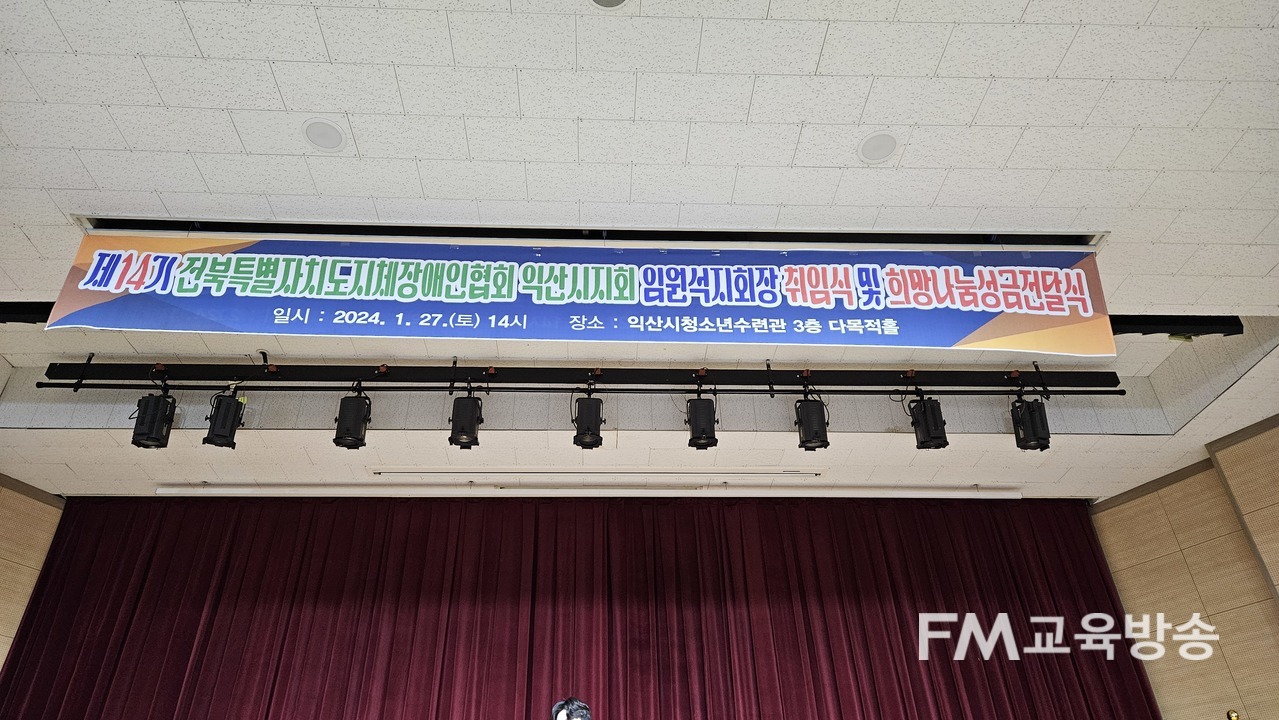 제14기 전북특별자치도지체장애인협회 익산시지회 임원석지회장 취임식 및 희망나눔성금전달식
일시 : 2024. 1. 27.(토) 14시 장소 : 익산시청소년수련관 3층 다목적홀
FM교육방송